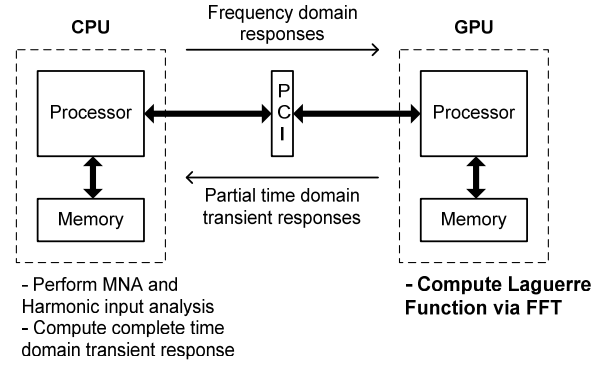 CPU
Frequency domain
responses
GPU
Processor
P
C
I
Processor
Memory
Partial time domain
transient responses
Memory
- Perform MNA and
Harmonic input analysis
- Compute complete time
domain transient response
- Compute Laguerre
Function via FFT